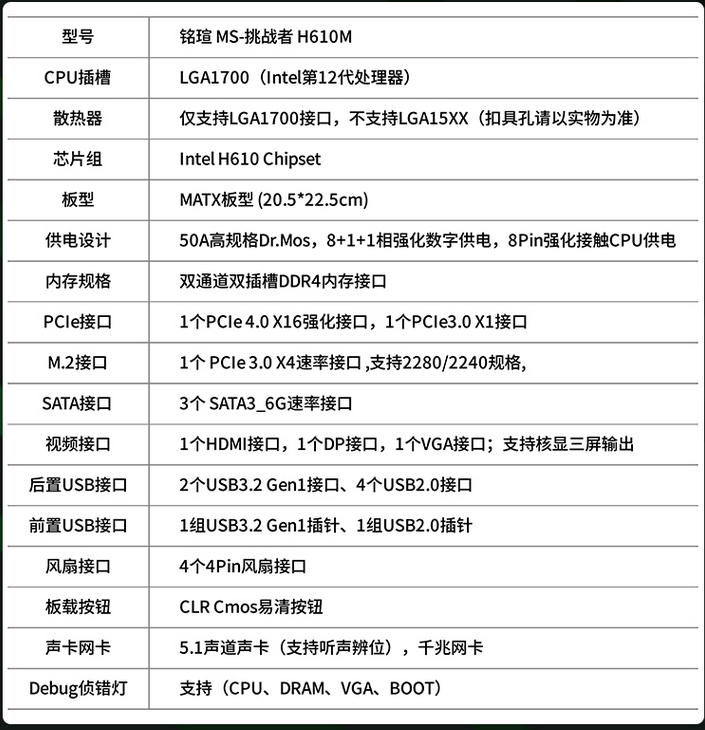 型号 铭瑄 MS-挑战者 H610M
CPU插槽 LGA1700（Intel第12代处理器）
散热器 仅支持LGA1700接口，不支持LGA15XX（扣具孔请以实物为准）
芯片组 Intel H610 Chipset
板型 MATX板型 (20.5*22.5cm)
供电设计 50A高规格Dr.Mos，8+1+1相强化数字供电，8Pin强化接触CPU供电
内存规格 双通道双插槽DDR4内存接口
PCIe接口 1个PCIe 4.0 X16强化接口，1个PCIe3.0 X1接口
M.2接口 1个 PCIe 3.0 X4速率接口 ,支持2280/2240规格,
SATA接口 3个 SATA3_6G速率接口
视频接口 1个HDMI接口，1个DP接口，1个VGA接口；支持核显三屏输出
后置USB接口 2个USB3.2 Gen1接口、4个USB2.0接口
前置USB接口 1组USB3.2 Gen1插针、1组USB2.0插针
风扇接口 4个4Pin风扇接口
板载按钮 CLR Cmos易清按钮
声卡网卡 5.1声道声卡（支持听声辨位），千兆网卡
Debug侦错灯 支持（CPU、DRAM、VGA、BOOT）